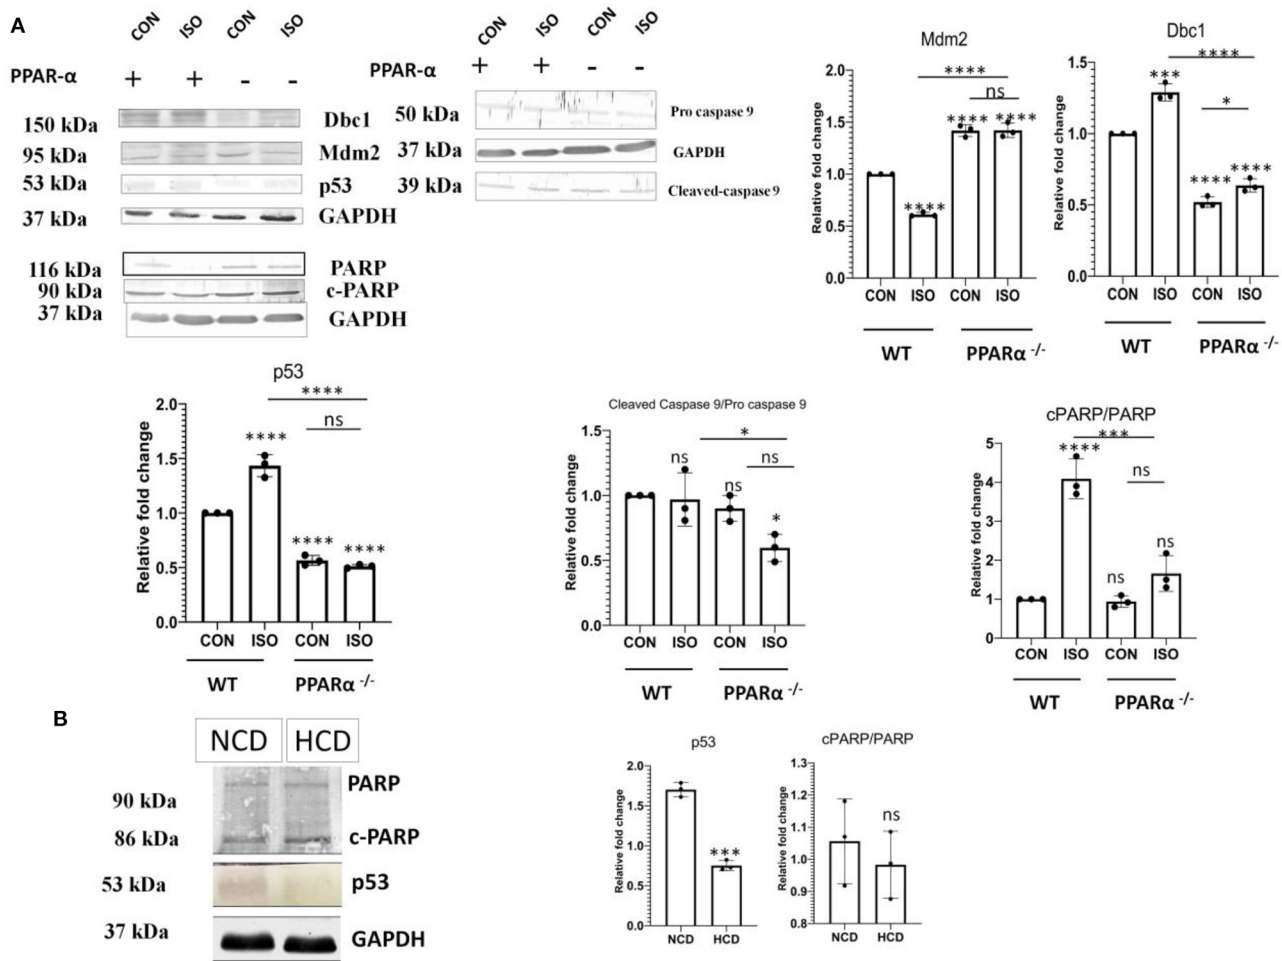 A
CON ISO CON ISO
PPAR-α + + - -
150 kDa Dbc1
95 kDa Mdm2
53 kDa p53
37 kDa GAPDH
116 kDa PARP
90 kDa c-PARP
37 kDa GAPDH
CON ISO CON ISO
PPAR-α + + - -
50 kDa Pro caspase 9
37 kDa GAPDH
39 kDa Cleaved-caspase 9
Mdm2
Relative fold change
2.0
1.5
1.0
0.5
0.0
****
ns
**** ****
****
CON ISO CON ISO
WT PPARα -/-
Dbc1
Relative fold change
1.5
1.0
0.5
0.0
****
***
*
**** ****
CON ISO CON ISO
WT PPARα -/-
p53
Relative fold change
2.0
1.5
1.0
0.5
0.0
****
ns
****
**** ****
CON ISO CON ISO
WT PPARα -/-
Cleaved Caspase 9/Pro caspase 9
Relative fold change
1.5
1.0
0.5
0.0
*
ns ns
ns
*
CON ISO CON ISO
WT PPARα -/-
cPARP/PARP
Relative fold change
5
4
3
2
1
0
***
****
ns
ns ns
CON ISO CON ISO
WT PPARα -/-
B
NCD HCD
PARP
90 kDa
86 kDa c-PARP
53 kDa p53
37 kDa GAPDH
p53
Relative fold change
2.0
1.5
1.0
0.5
0.0
***
NCD HCD
cPARP/PARP
Relative fold change
1.3
1.2
1.1
1.0
0.9
0.8
ns
NCD HCD